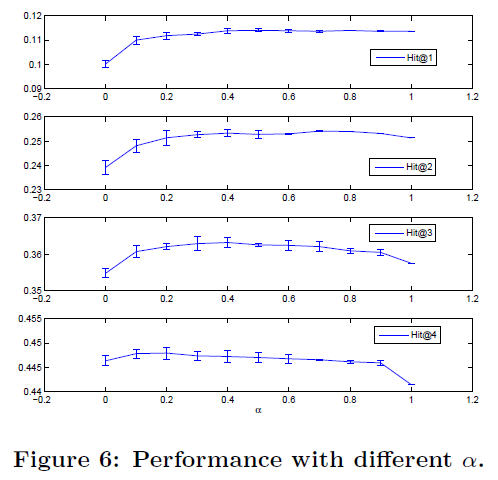 0.12
0.11
0.1
0.09
−0.2 0 0.2 0.4 0.6 0.8 1 1.2
Hit@1
0.26
0.25
0.24
0.23
−0.2 0 0.2 0.4 0.6 0.8 1 1.2
Hit@2
0.37
0.36
0.35
−0.2 0 0.2 0.4 0.6 0.8 1 1.2
Hit@3
0.455
0.45
0.445
0.44
−0.2 0 0.2 0.4 0.6 0.8 1 1.2
Hit@4
α
Figure 6: Performance with different α.